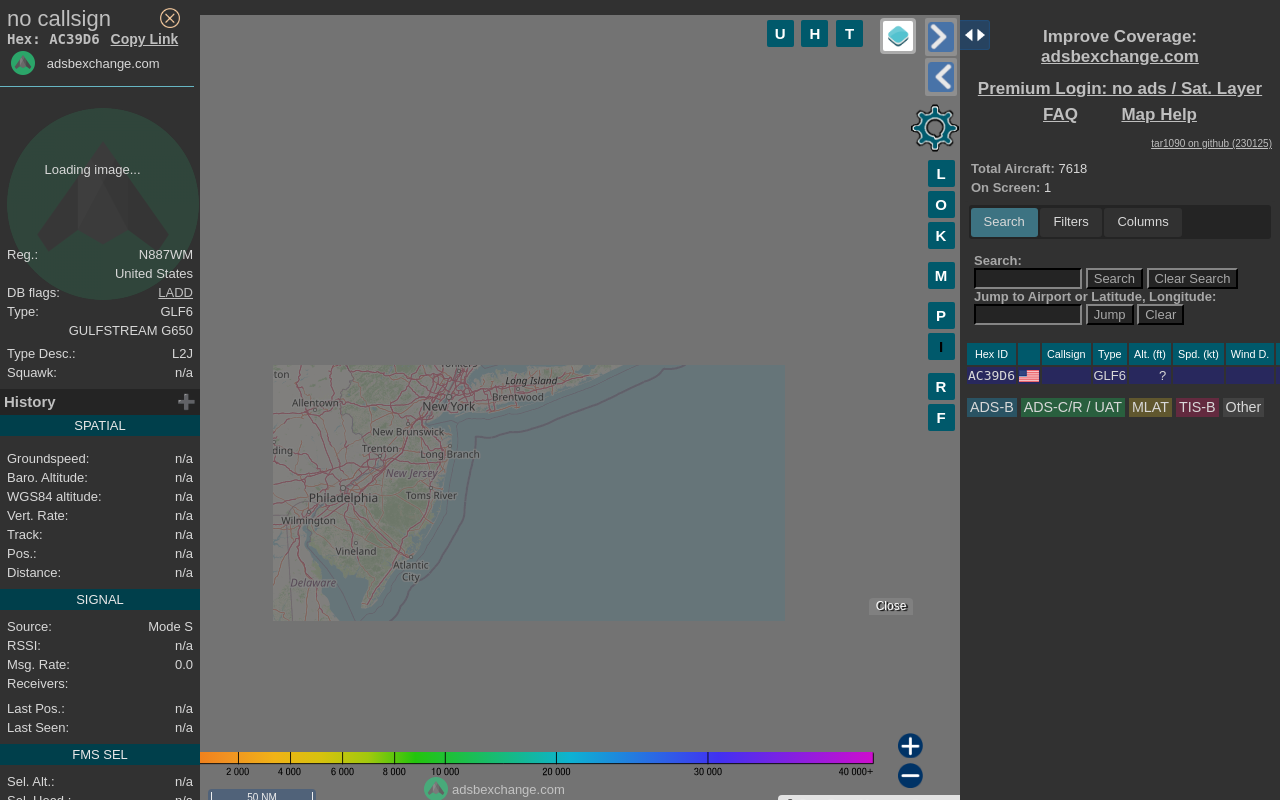 no callsign
Hex: AC39D6 Copy Link
adsbexchange.com
Loading image...
Reg.: N887WM
United States
DB flags: LADD
Type: GLF6
GULFSTREAM G650
Type Desc.: L2J
Squawk: n/a
History
SPATIAL
Groundspeed: n/a
Baro. Altitude: n/a
WGS84 altitude: n/a
Vert. Rate: n/a
Track: n/a
Pos.: n/a
Distance: n/a
SIGNAL
Source: Mode S
RSSI: n/a
Msg. Rate: 0.0
Receivers:
Last Pos.: n/a
Last Seen: n/a
FMS SEL
Sel. Alt.: n/a
U H T
L
O
K
M
P
I
R
F
Long Island
Allentown
New York
Brentwood
New Brunswick
Trenton
Long Branch
New Jersey
Philadelphia
Toms River
Wilmington
Vineland
Atlantic
City
Delaware
Close
2 000 4 000 6 000 8 000 10 000 20 000 30 000 40 000+
adsbexchange.com
50 NM
Improve Coverage:
adsbexchange.com
Premium Login: no ads / Sat. Layer
FAQ Map Help
tar1090 on github (230125)
Total Aircraft: 7618
On Screen: 1
Search Filters Columns
Search:
Search Clear Search
Jump to Airport or Latitude, Longitude:
Jump Clear
Hex ID Callsign Type Alt. (ft) Spd. (kt) Wind D.
AC39D6 GLF6 ?
ADS-B ADS-C/R / UAT MLAT TIS-B Other